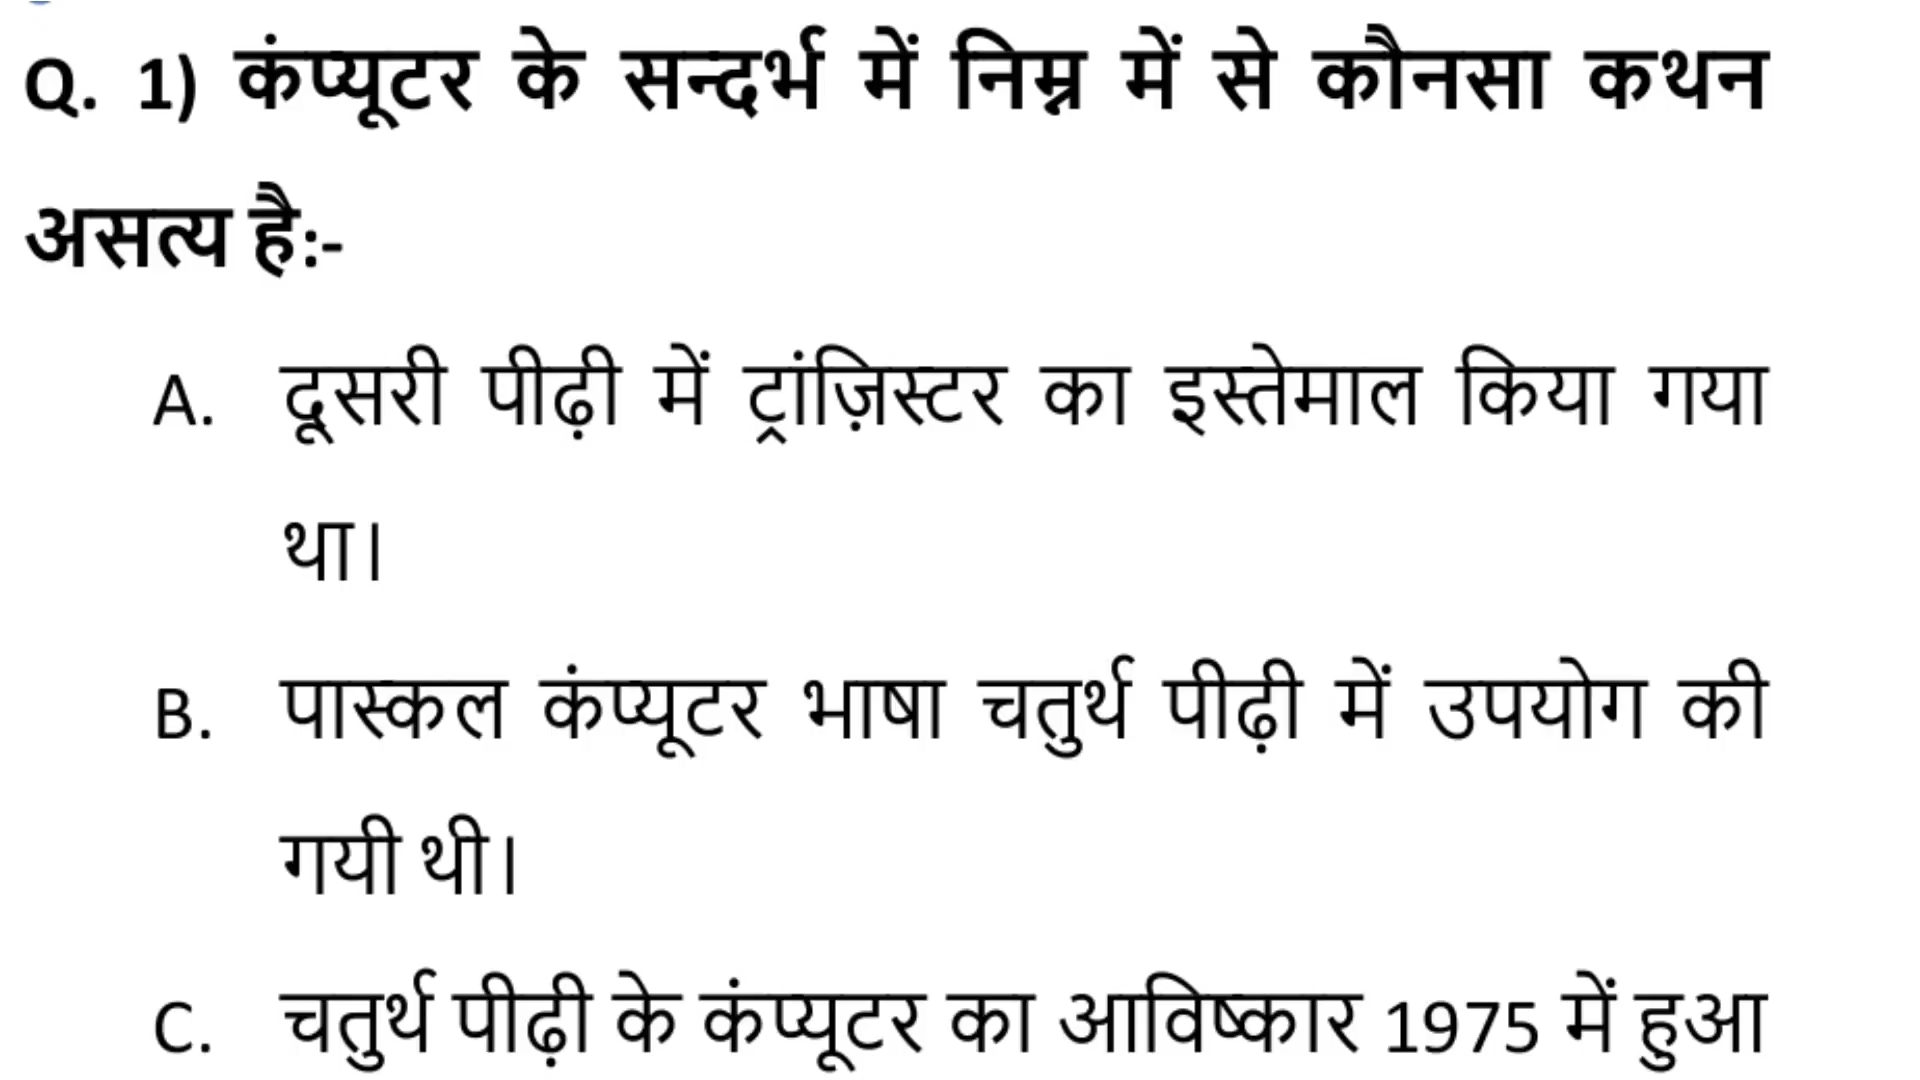 Q. 1) कंप्यूटर के सन्दर्भ में निम्न में से कौनसा कथन
असत्य है:-
A. दूसरी पीढ़ी में ट्रांज़िस्टर का इस्तेमाल किया गया
था।
B. पास्कल कंप्यूटर भाषा चतुर्थ पीढ़ी में उपयोग की
गयी थी।
C. चतुर्थ पीढ़ी के कंप्यूटर का आविष्कार 1975 में हुआ